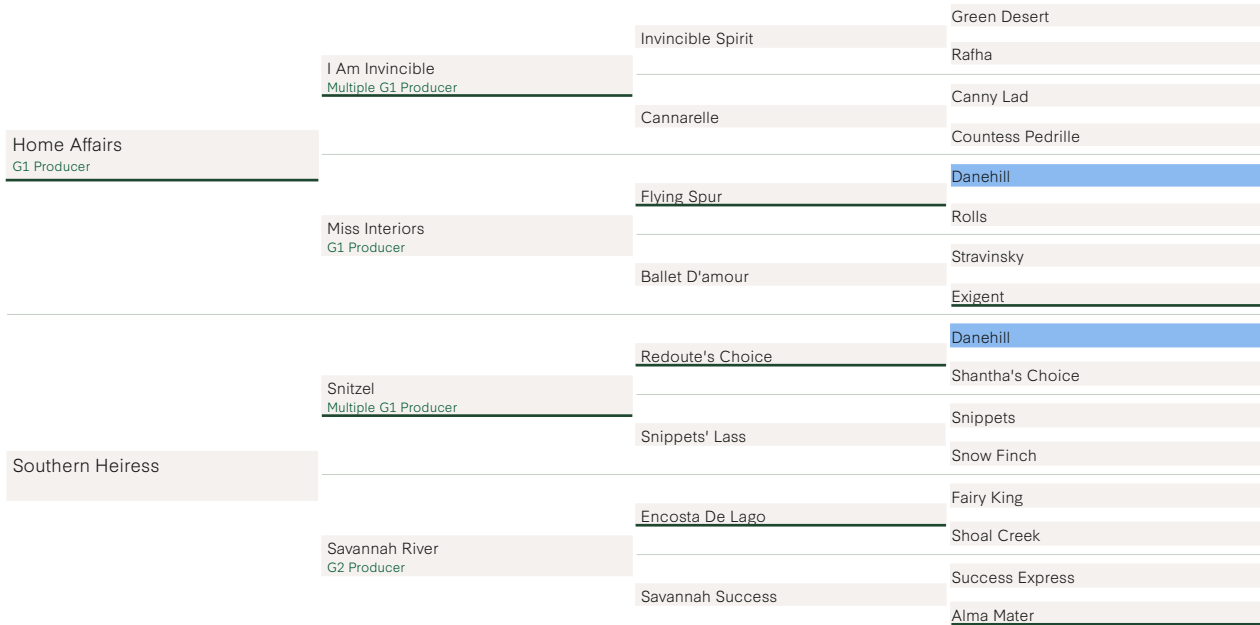 Home Affairs
G1 Producer
Southern Heiress
I Am Invincible
Multiple G1 Producer
Miss Interiors
G1 Producer
Snitzel
Multiple G1 Producer
Savannah River
G2 Producer
Invincible Spirit
Cannarelle
Flying Spur
Ballet D'amour
Redoute's Choice
Snippets' Lass
Encosta De Lago
Savannah Success
Green Desert
Rafha
Canny Lad
Countess Pedrille
Danehill
Rolls
Stravinsky
Exigent
Danehill
Shantha's Choice
Snippets
Snow Finch
Fairy King
Shoal Creek
Success Express
Alma Mater